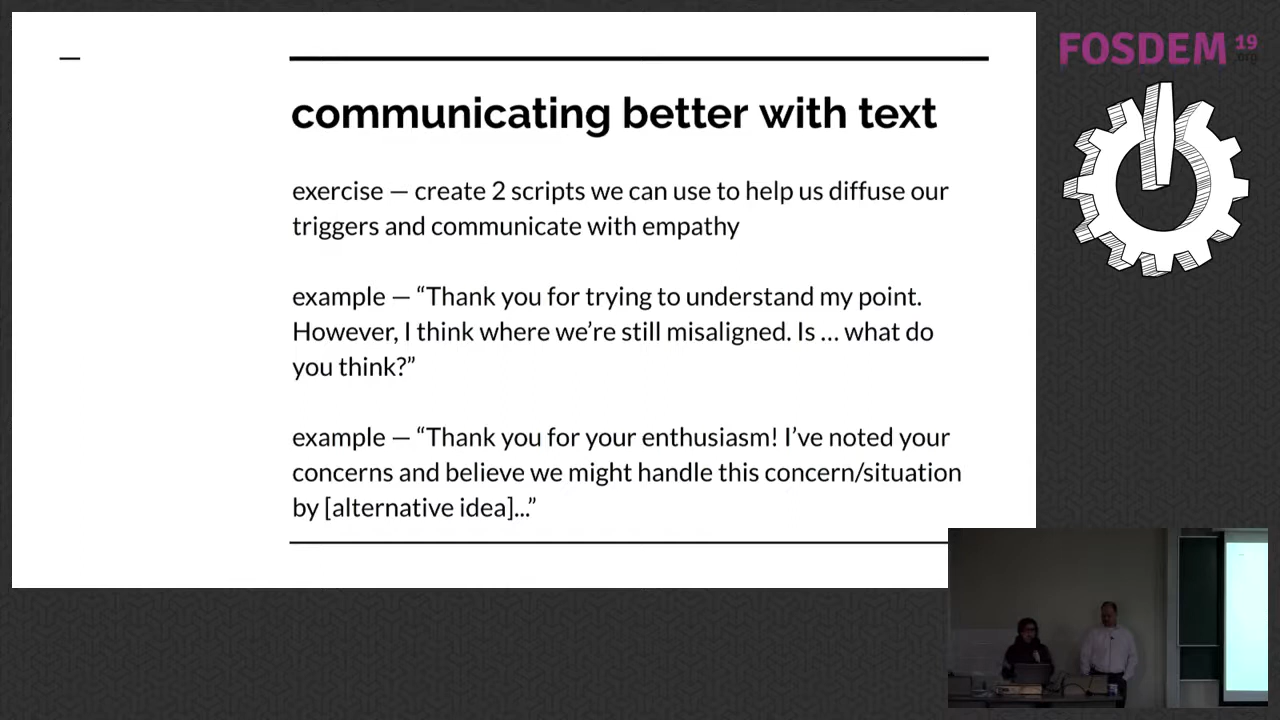 FOSDEM 19
.org
communicating better with text
exercise — create 2 scripts we can use to help us diffuse our
triggers and communicate with empathy
example — “Thank you for trying to understand my point.
However, I think where we’re still misaligned. Is ... what do
you think?”
example — “Thank you for your enthusiasm! I’ve noted your
concerns and believe we might handle this concern/situation
by [alternative idea]...”